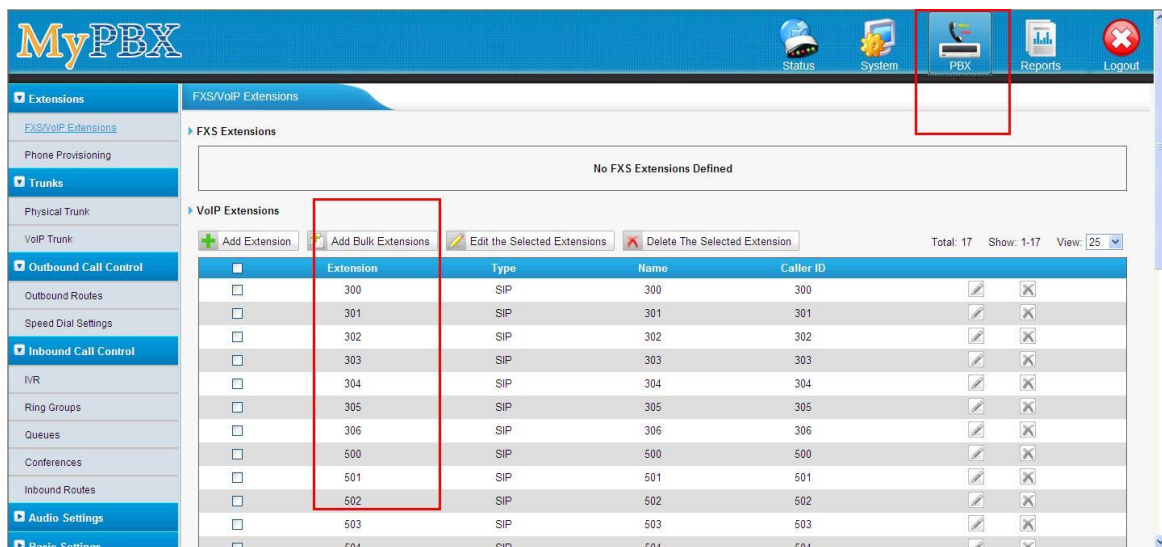 MyPBX
Status System PBX Reports Logout
Extensions
FXS/VoIP Extensions
Phone Provisioning
Trunks
Physical Trunk
VoIP Trunk
Outbound Call Control
Outbound Routes
Speed Dial Settings
Inbound Call Control
IVR
Ring Groups
Queues
Conferences
Inbound Routes
Audio Settings
Basic Settings
FXS/VoIP Extensions
FXS Extensions
No FXS Extensions Defined
VoIP Extensions
Add Extension Add Bulk Extensions Edit the Selected Extensions Delete The Selected Extension Total: 17 Show: 1-17 View: 25
Extension Type Name Caller ID
300 SIP 300 300
301 SIP 301 301
302 SIP 302 302
303 SIP 303 303
304 SIP 304 304
305 SIP 305 305
306 SIP 306 306
500 SIP 500 500
501 SIP 501 501
502 SIP 502 502
503 SIP 503 503
504 SIP 504 504